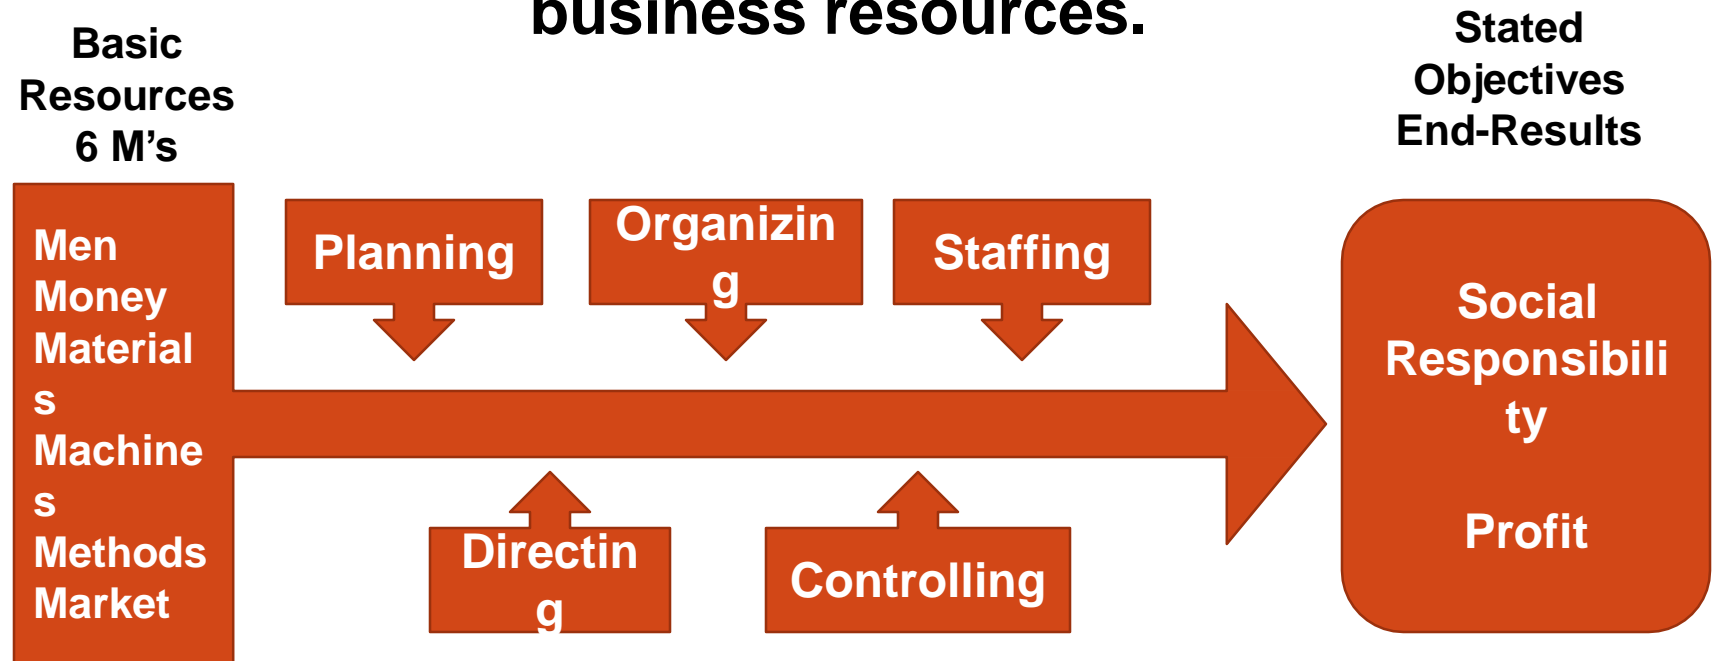 business resources.
Basic
Resources
6 M’s
Stated
Objectives
End-Results
Men
Money
Material
s
Machine
s
Methods
Market
Planning
Organizin
g
Staffing
Directin
g
Controlling
Social
Responsibili
ty
Profit